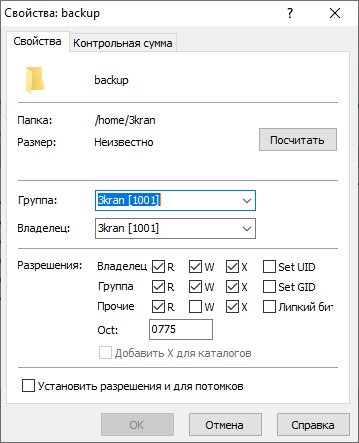 Свойства: backup
Свойства Контрольная сумма
backup
Папка: /home/3kran
Размер: Неизвестно
Посчитать
Группа: 3kran [1001]
Владелец: 3kran [1001]
Разрешения: Владелец R W X Set UID
Группа R W X Set GID
Прочие R W X Липкий бит
Oct: 0775
Добавить X для каталогов
Установить разрешения и для потомков
OK Отмена Справка